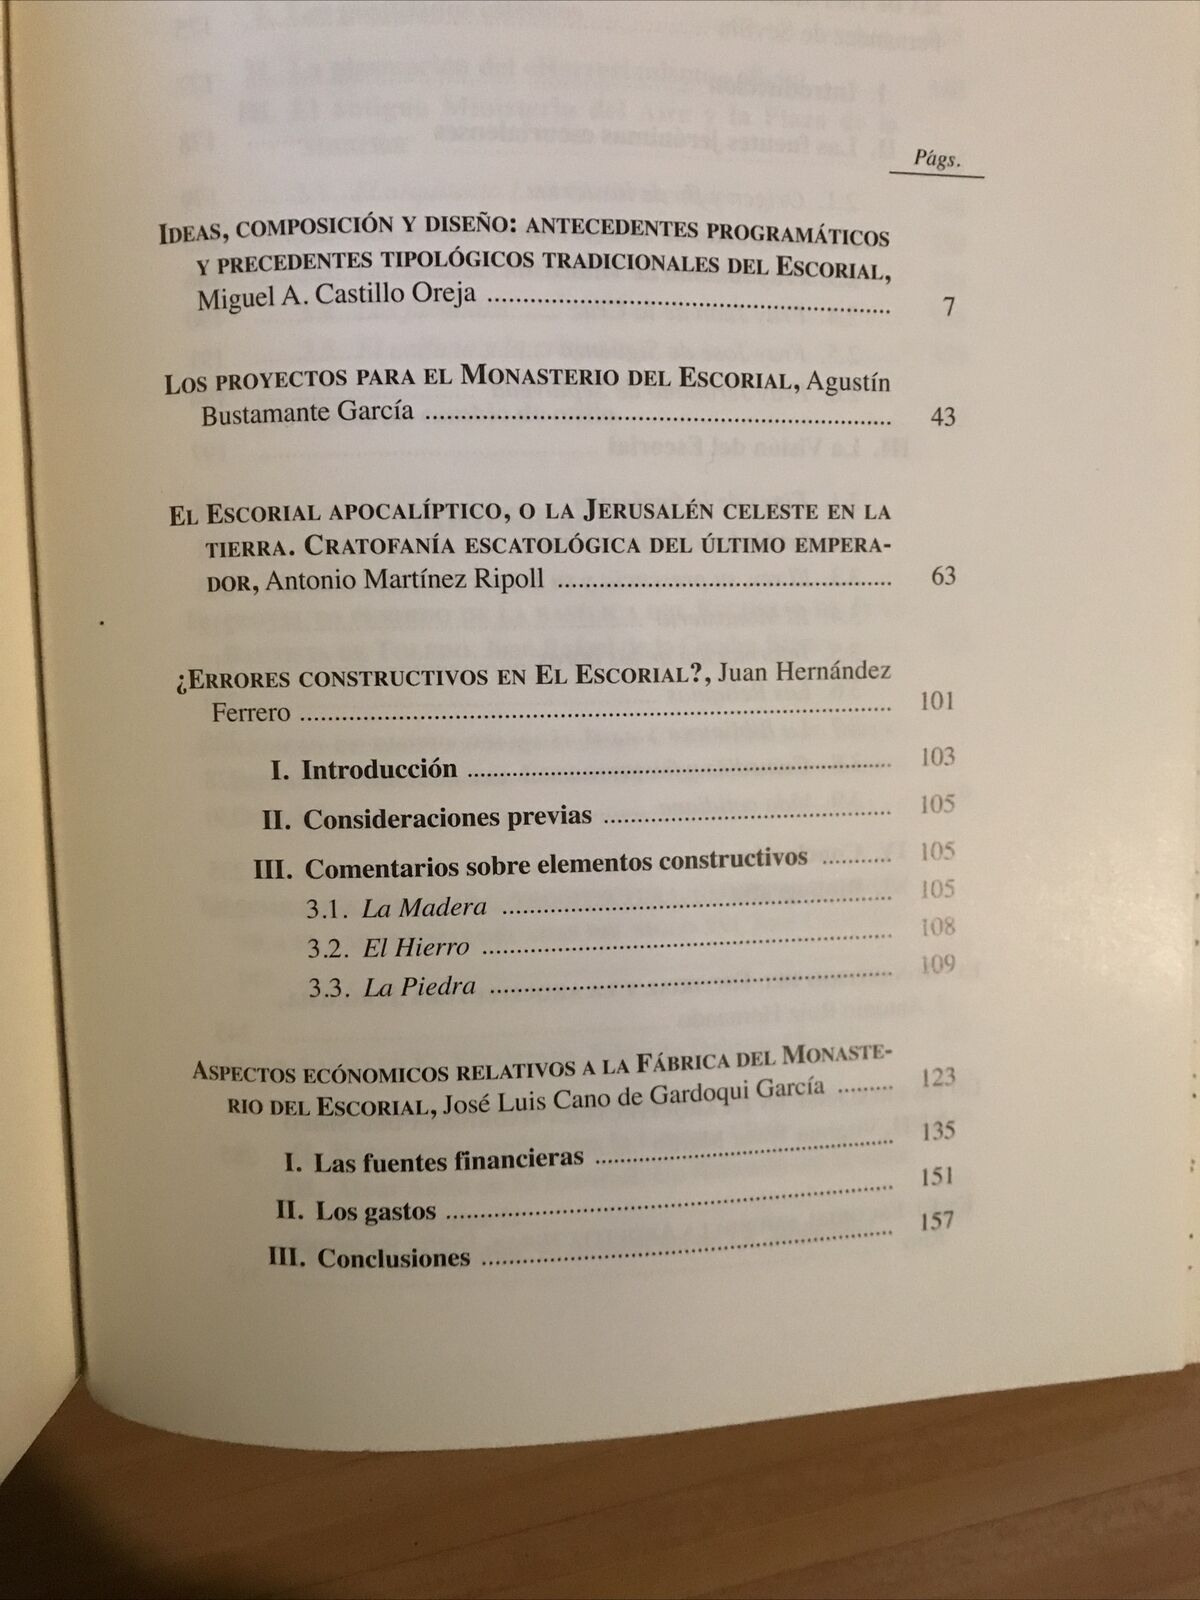 Págs.
IDEAS, COMPOSICIÓN Y DISEÑO: ANTECEDENTES PROGRAMÁTICOS
Y PRECEDENTES TIPOLÓGICOS TRADICIONALES DEL ESCORIAL,
Miguel A. Castillo Oreja ........................................................ 7
LOS PROYECTOS PARA EL MONASTERIO DEL ESCORIAL, Agustín
Bustamante García ................................................................ 43
EL ESCORIAL APOCALÍPTICO, O LA JERUSALÉN CELESTE EN LA
TIERRA. CRATOFANÍA ESCATOLÓGICA DEL ÚLTIMO EMPERA-
DOR, Antonio Martínez Ripoll .............................................. 63
¿ERRORES CONSTRUCTIVOS EN EL ESCORIAL?, Juan Hernández
Ferrero .................................................................................. 101
I. Introducción .......................................................... 103
II. Consideraciones previas ........................................ 105
III. Comentarios sobre elementos constructivos .......... 105
3.1. La Madera ...................................................... 105
3.2. El Hierro ........................................................ 108
3.3. La Piedra ........................................................ 109
ASPECTOS ECÓNOMICOS RELATIVOS A LA FÁBRICA DEL MONASTE-
RIO DEL ESCORIAL, José Luis Cano de Gardoqui García ......... 123
I. Las fuentes financieras ......................................... 135
II. Los gastos ............................................................. 151
III. Conclusiones ........................................................ 157